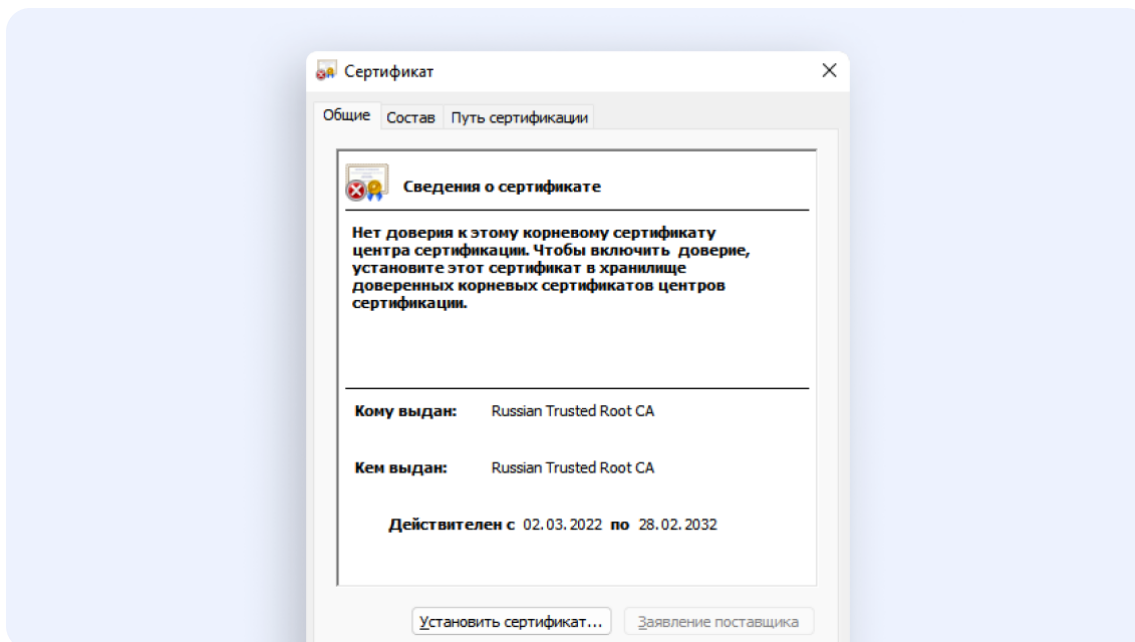 Сертификат
Общие Состав Путь сертификации
Сведения о сертификате
Нет доверия к этому корневому сертификату
центра сертификации. Чтобы включить доверие,
установите этот сертификат в хранилище
доверенных корневых сертификатов центров
сертификации.
Кому выдан: Russian Trusted Root CA
Кем выдан: Russian Trusted Root CA
Действителен с 02.03.2022 по 28.02.2032
Установить сертификат... Заявление поставщика